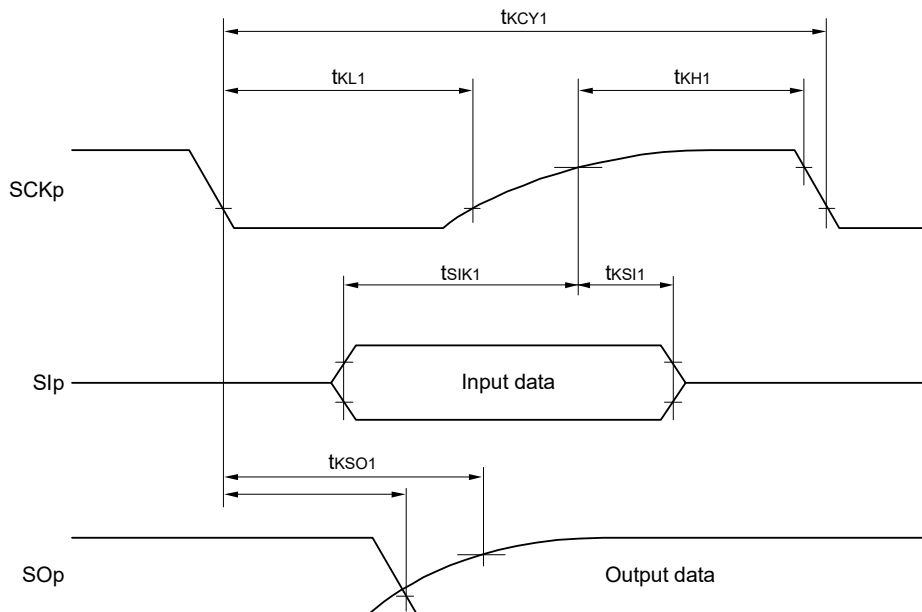 tKCY1
tKL1
tKH1
SCKp
tSIK1
tKSI1
SIp
Input data
tKSO1
SOp
Output data